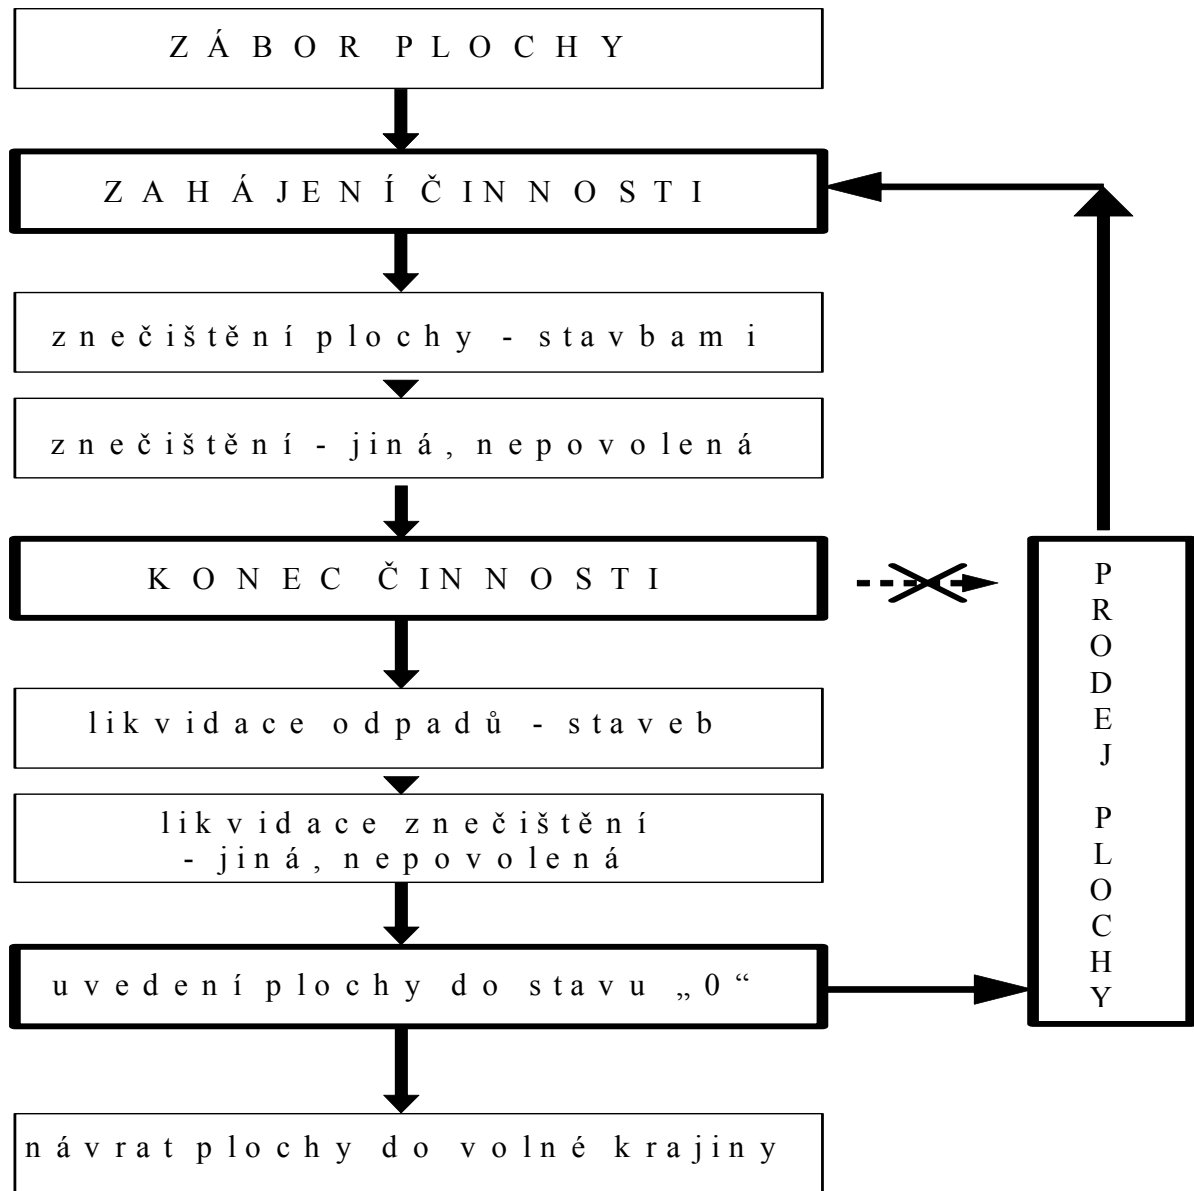 ZÁBOR PLOCHY
ZAHÁJENÍ ČINNOSTI
znečištění plochy - stavbami
znečištění - jiná, nepovolená
KONEC ČINNOSTI
likvidace odpadů - staveb
likvidace znečištění
- jiná, nepovolená
uvedení plochy do stavu „0“
návrat plochy do volné krajiny
PRODEJ PLOCHY